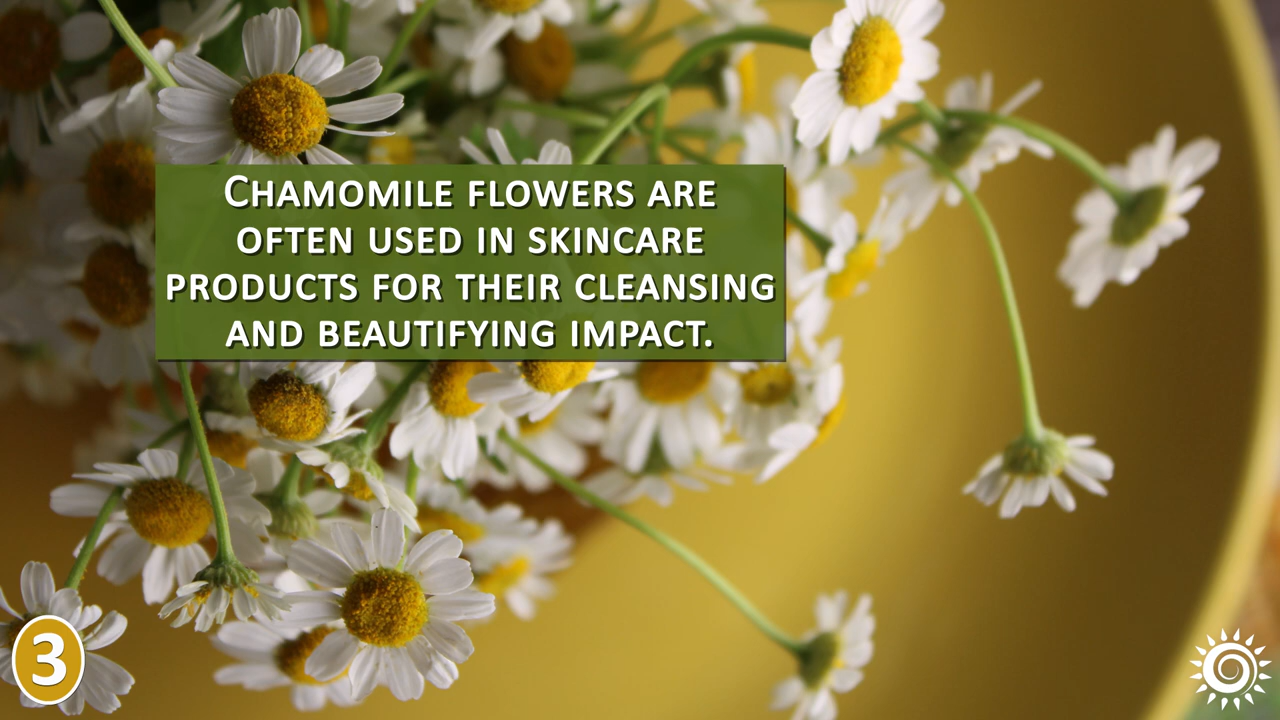 Chamomile flowers are
often used in skincare
products for their cleansing
and beautifying impact.
3